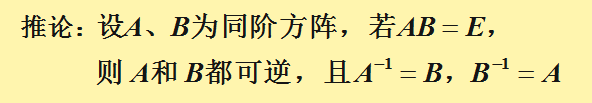 推论：设A、B为同阶方阵，若AB = E，
则 A和 B都可逆，且A⁻¹ = B，B⁻¹ = A